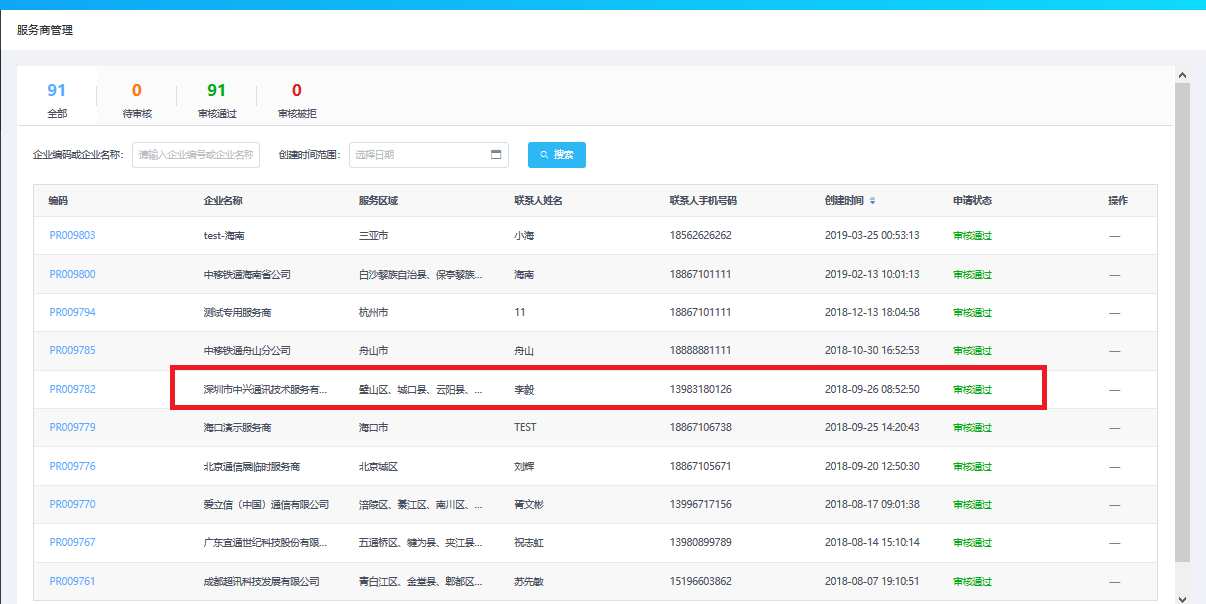 服务商管理
91 0 91 0
全部 待审核 审核通过 审核被拒
企业编码或企业名称: 请输入企业编号或企业名称 创建时间范围: 选择日期 搜索
编码 企业名称 服务区域 联系人姓名 联系人手机号码 创建时间 申请状态 操作
PR009803 test-海南 三亚市 小海 18562626262 2019-03-25 00:53:13 审核通过 —
PR009800 中移铁通海南省公司 白沙黎族自治县、保亭黎族... 海南 18867101111 2019-02-13 10:01:13 审核通过 —
PR009794 测试专用服务商 杭州市 11 18867101111 2018-12-13 18:04:58 审核通过 —
PR009785 中移铁通舟山分公司 舟山市 舟山 18888881111 2018-10-30 16:52:53 审核通过 —
PR009782 深圳市中兴通讯技术服务有... 璧山区、城口县、云阳县、... 李毅 13983180126 2018-09-26 08:52:50 审核通过 —
PR009779 海口演示服务商 海口市 TEST 18867106738 2018-09-25 14:20:43 审核通过 —
PR009776 北京通信展临时服务商 北京城区 刘辉 18867105671 2018-09-20 12:50:30 审核通过 —
PR009770 爱立信（中国）通信有限公司 涪陵区、綦江区、南川区、... 胥文彬 13996717156 2018-08-17 09:01:38 审核通过 —
PR009767 广东宜通世纪科技股份有限... 五通桥区、犍为县、夹江县... 祝志虹 13980899789 2018-08-14 15:10:14 审核通过 —
PR009761 成都超讯科技发展有限公司 青白江区、金堂县、郫都区... 苏先敏 15196603862 2018-08-07 19:10:51 审核通过 —